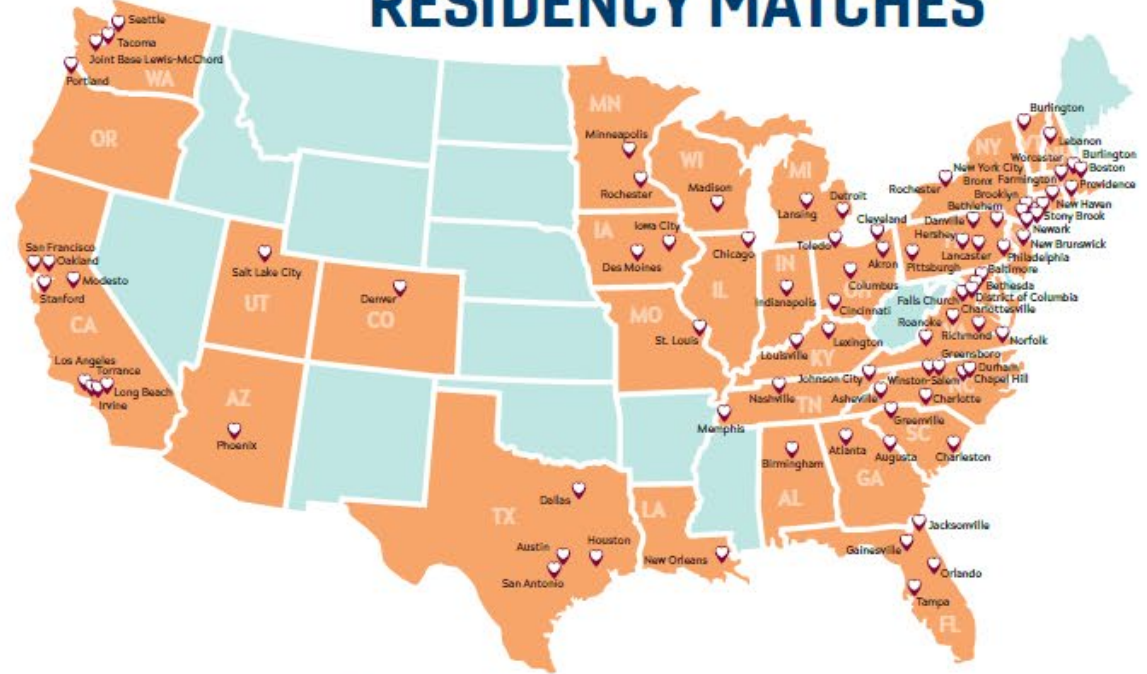 RESIDENCY MATCHES
Seattle
Tacoma
Joint Base Lewis-McChord
WA
Portland
OR
San Francisco
Oakland
Modesto
Stanford
CA
Los Angeles
Torrance
Long Beach
Irvine
Salt Lake City
UT
Denver
CO
AZ
Phoenix
TX
Dallas
Austin
Houston
San Antonio
MN
Minneapolis
Rochester
WI
Madison
IA
Iowa City
Des Moines
MO
St. Louis
IL
Chicago
MI
Lansing
Detroit
IN
Indianapolis
Toledo
Cleveland
Akron
Columbus
OH
Cincinnati
Louisville
Lexington
KY
Nashville
TN
Memphis
Johnson City
LA
New Orleans
Birmingham
AL
Atlanta
Augusta
GA
Greenville
SC
Charleston
Jacksonville
Gainesville
Orlando
Tampa
FL
Burlington
Lebanon
NY
Worcester
Burlington
Boston
New York City
Bronx
Farmington
Providence
Rochester
Brooklyn
New Haven
Bethlehem
Stony Brook
Danville
Newark
Hershey
New Brunswick
Lancaster
Philadelphia
Pittsburgh
Baltimore
Bethesda
Falls Church
District of Columbia
Charlottesville
Roanoke
Richmond
Norfolk
Greensboro
Durham
Winston-Salem
Chapel Hill
Asheville
Charlotte